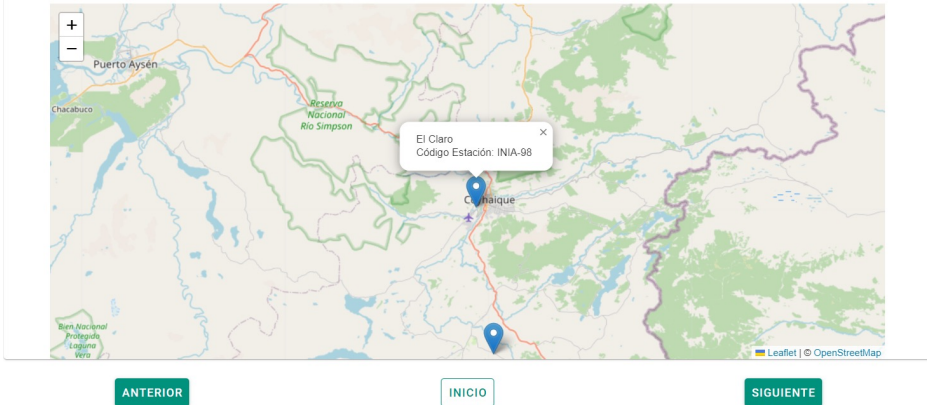 +
−
Puerto Aysén
Chacabuco
Reserva
Nacional
Río Simpson
×
El Claro
Código Estación: INIA-98
Coyhaique
Bien Nacional
Protegido
Laguna
Vera
Leaflet | © OpenStreetMap
ANTERIOR
INICIO
SIGUIENTE